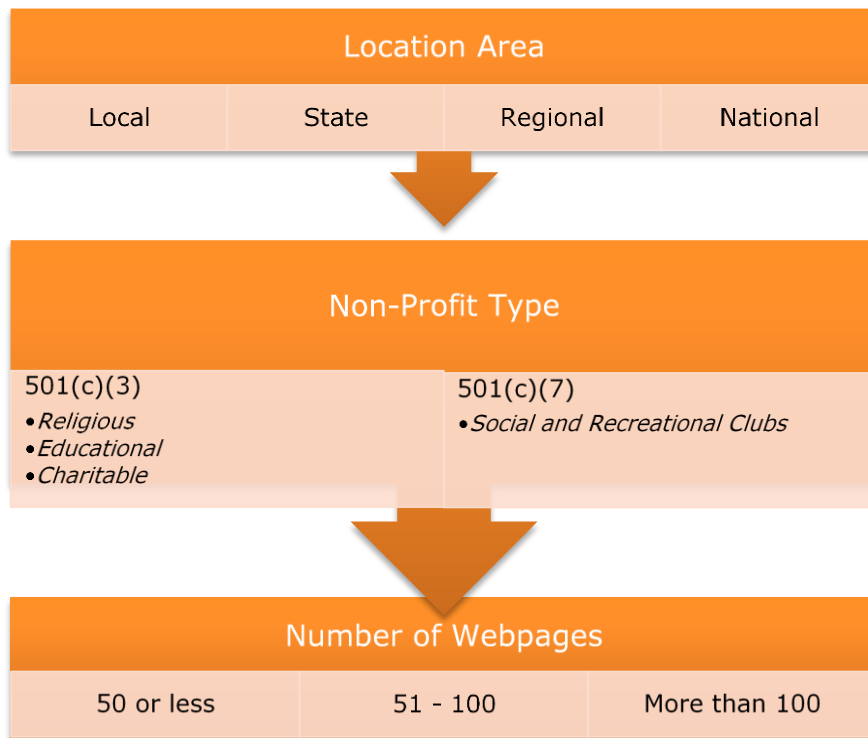 Location Area
Local State Regional National
Non-Profit Type
501(c)(3)
•Religious
•Educational
•Charitable
501(c)(7)
•Social and Recreational Clubs
Number of Webpages
50 or less 51 - 100 More than 100